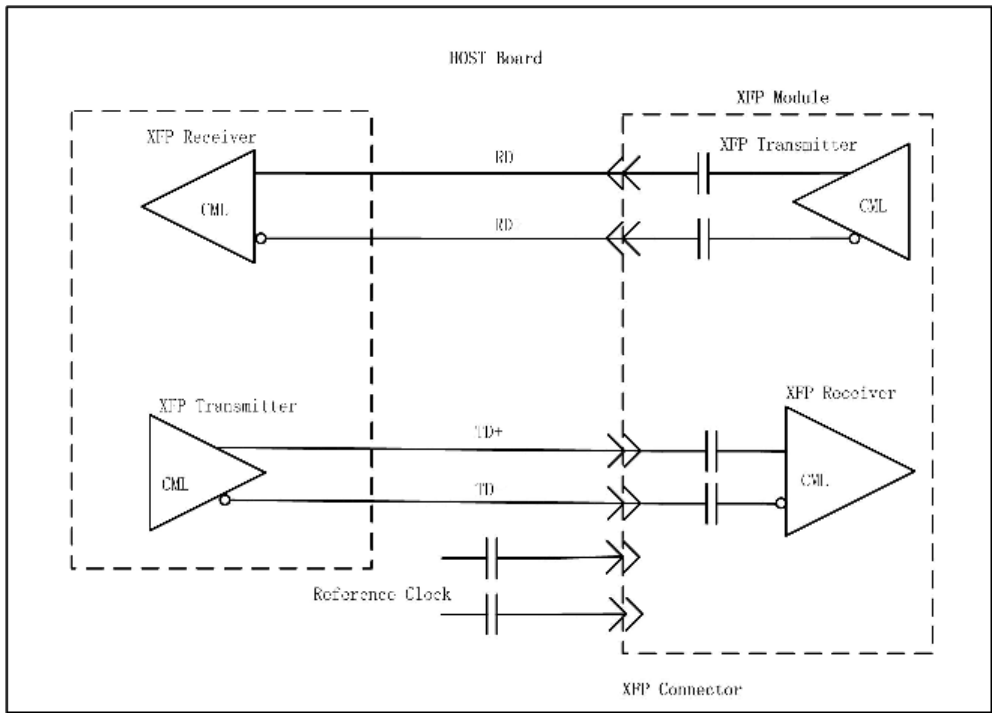 HOST Board
XFP Module
XFP Receiver
XFP Transmitter
RD
CML
CML
RD
XFP Receiver
XFP Transmitter
TD+
CML
CML
TD
Reference Clock
XFP Connector